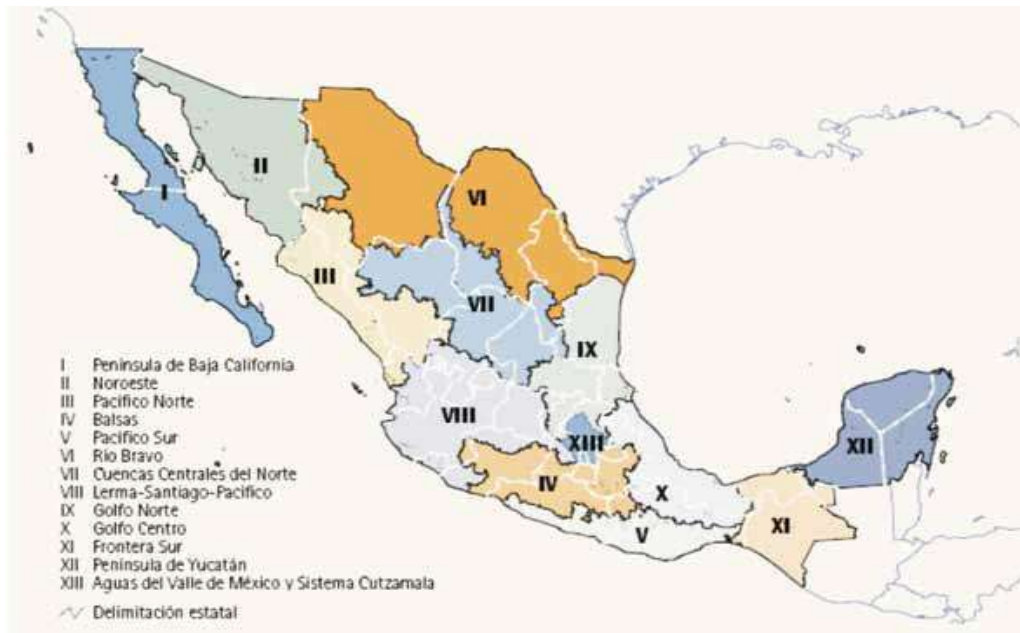 I
II
VI
III
VII
IX
VIII
XIII
XII
IV
X
V
XI
I Península de Baja California
II Noroeste
III Pacífico Norte
IV Balsas
V Pacífico Sur
VI Río Bravo
VII Cuencas Centrales del Norte
VIII Lerma-Santiago-Pacífico
IX Golfo Norte
X Golfo Centro
XI Frontera Sur
XII Península de Yucatán
XIII Aguas del Valle de México y Sistema Cutzamala
Delimitación estatal